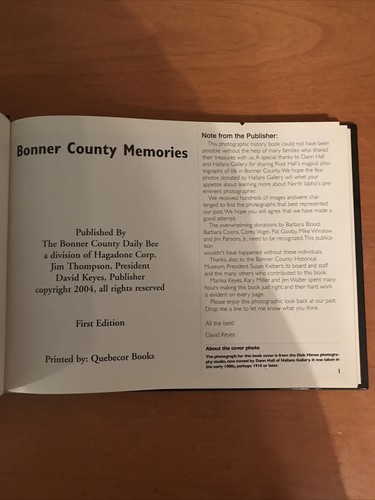 Bonner County Memories
Published By
The Bonner County Daily Bee
a division of Hagadone Corp.
Jim Thompson, President
David Keyes, Publisher
copyright 2004, all rights reserved
First Edition
Printed by: Quebecor Books
Note from the Publisher:
This photographic history book could not have been
possible without the help of many families who shared
their treasures with us. A special thanks to Dann Hall
and Hallans Gallery for sharing Ross Hall's magical pho-
tographs of life in Bonner County. We hope the few
photos donated by Hallans Gallery will whet your
appetite about learning more about North Idaho's pre-
eminent photographer.
We received hundreds of images andwere chal-
lenged to find the photographs that best represented
our past. We hope you will agree that we have made a
good attempt.
The overwhelming donations by Barbara Blood,
Barbara Coons, Corey Vogel, Pat Gooby, Mike Winslow
and Jim Parsons, Jr., need to be recognized. This publica-
tion
wouldn't have happened without these individuals.
Thanks, also, to the Bonner County Historical
Museum, President Susan Kiebert, its board and staff
and the many others who contributed to this book.
Markea Keyes, Kary Miller and Jim Walter spent many
hours making this book just right and their hard work
is evident on every page.
Please enjoy this photographic look back at our past.
Drop me a line to let me know what you think.
All the best!
David Keyes
About the cover photo
The photograph for this book cover is from the Dick Himes photogra-
phy studio, now owned by Dann Hall of Hallans Gallery. It was taken in
the early 1900s, perhaps 1910 or later.
1